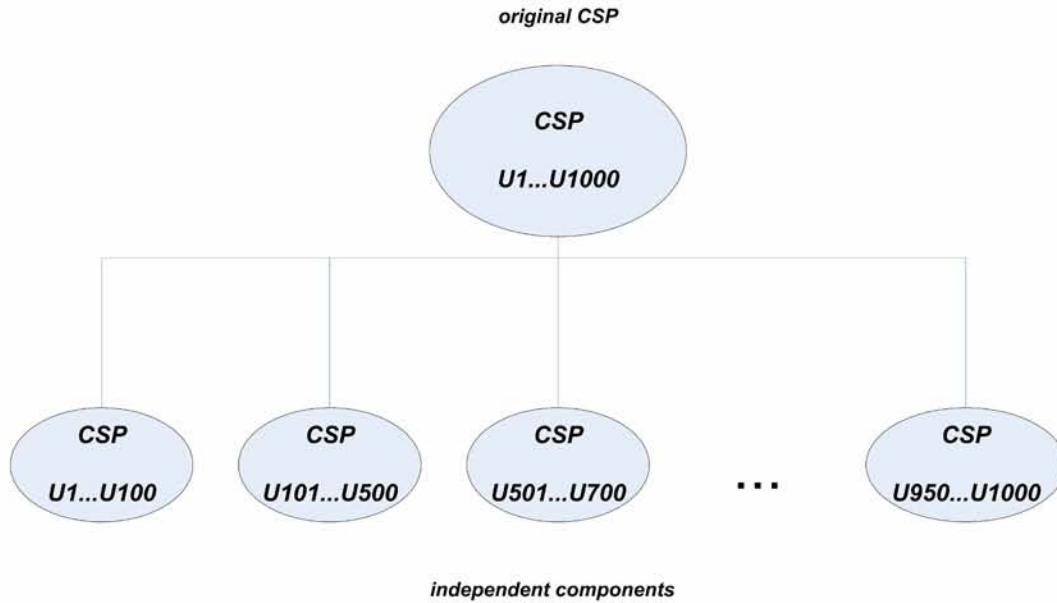 original CSP
CSP
U1...U1000
CSP
U1...U100
CSP
U101...U500
CSP
U501...U700
...
CSP
U950...U1000
independent components